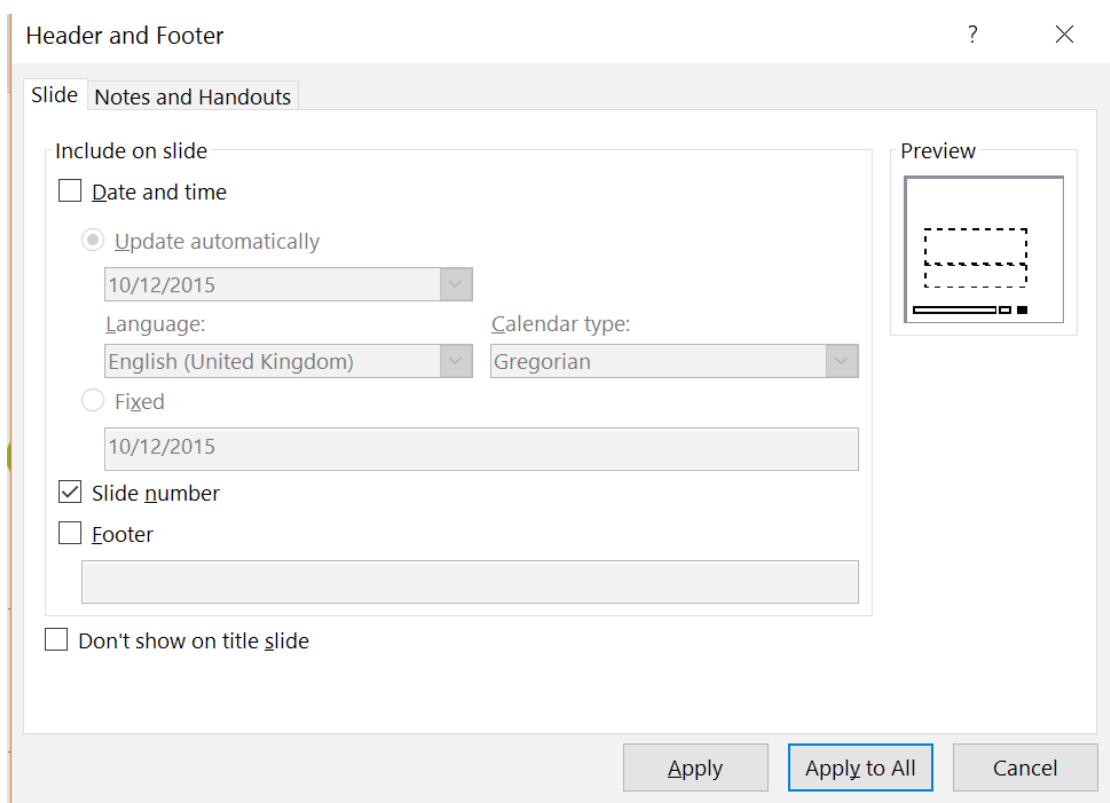 Header and Footer ?
Slide Notes and Handouts
Include on slide Preview
Date and time
Update automatically
10/12/2015
Language: Calendar type:
English (United Kingdom) Gregorian
Fixed
10/12/2015
Slide number
Footer
Don't show on title slide
Apply Apply to All Cancel